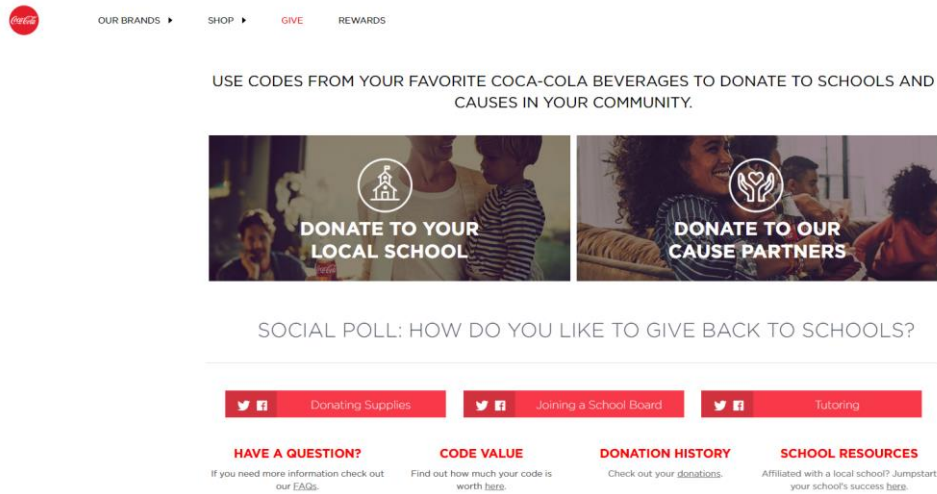 Coca-Cola
OUR BRANDS
SHOP
GIVE
REWARDS
USE CODES FROM YOUR FAVORITE COCA-COLA BEVERAGES TO DONATE TO SCHOOLS AND
CAUSES IN YOUR COMMUNITY.
DONATE TO YOUR
LOCAL SCHOOL
DONATE TO OUR
CAUSE PARTNERS
SOCIAL POLL: HOW DO YOU LIKE TO GIVE BACK TO SCHOOLS?
Donating Supplies
Joining a School Board
Tutoring
HAVE A QUESTION?
If you need more information check out
our FAQs.
CODE VALUE
Find out how much your code is
worth here.
DONATION HISTORY
Check out your donations.
SCHOOL RESOURCES
Affiliated with a local school? Jumpstart
your school's success here.